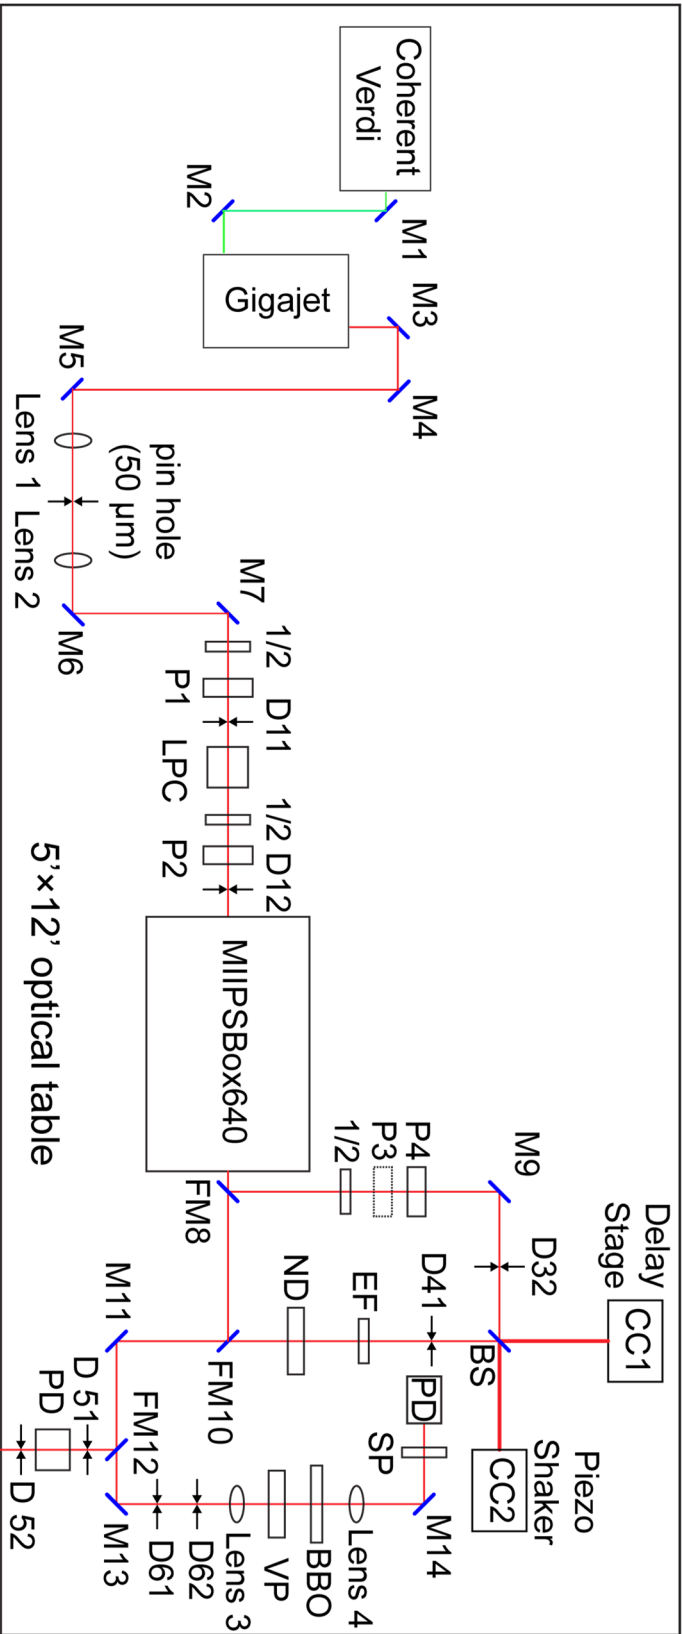 Coherent
Verdi
M1
M2
Gigajet
M3
M4
M5
Lens 1
pin hole
(50 µm)
Lens 2
M6
M7
1/2
P1
D11
LPC
1/2
P2
D12
MIIPSBox640
FM8
1/2
P3
P4
M9
D32
Delay
Stage
CC1
BS
Piezo
Shaker
CC2
D41
EF
ND
FM10
M11
FM12
D 51
PD
D 52
M13
D61
D62
Lens 3
VP
BBO
Lens 4
M14
SP
PD
5'×12' optical table